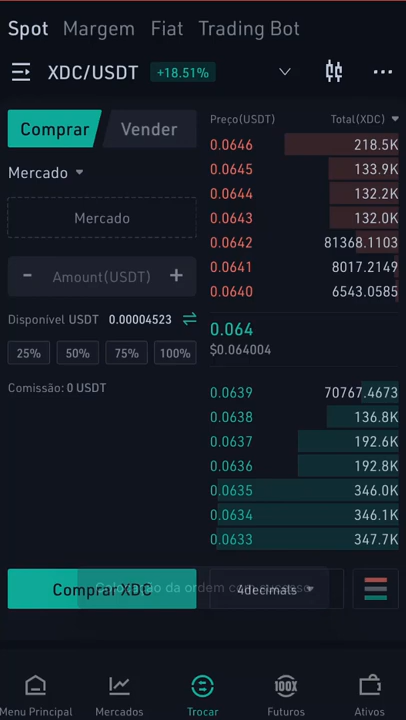 Spot Margem Fiat Trading Bot
XDC/USDT +18.51%
Comprar Vender
Mercado
Mercado
- Amount(USDT) +
Disponível USDT 0.00004523
25% 50% 75% 100%
Comissão: 0 USDT
Preço(USDT) Total(XDC)
0.0646 218.5K
0.0645 133.9K
0.0644 132.2K
0.0643 132.0K
0.0642 81368.1103
0.0641 8017.2149
0.0640 6543.0585
0.064
$0.064004
0.0639 70767.4673
0.0638 136.8K
0.0637 192.6K
0.0636 192.8K
0.0635 346.0K
0.0634 346.1K
0.0633 347.7K
Comprar XDC
4decimals
da ordem com sucesso
100X
Menu Principal Mercados Trocar Futuros Ativos